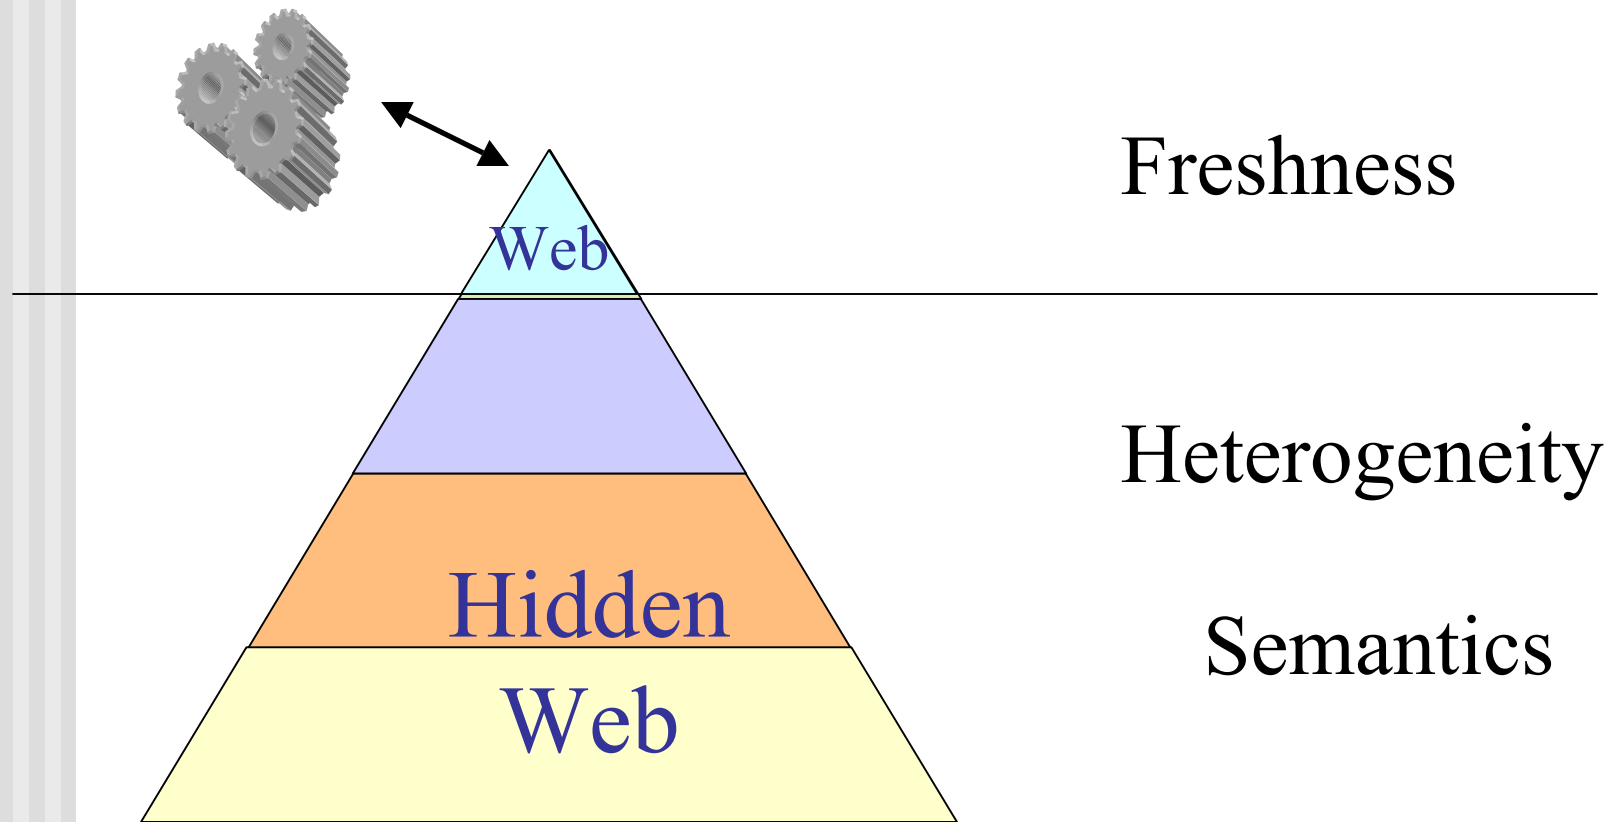 Freshness
Web
Heterogeneity
Hidden
Web
Semantics